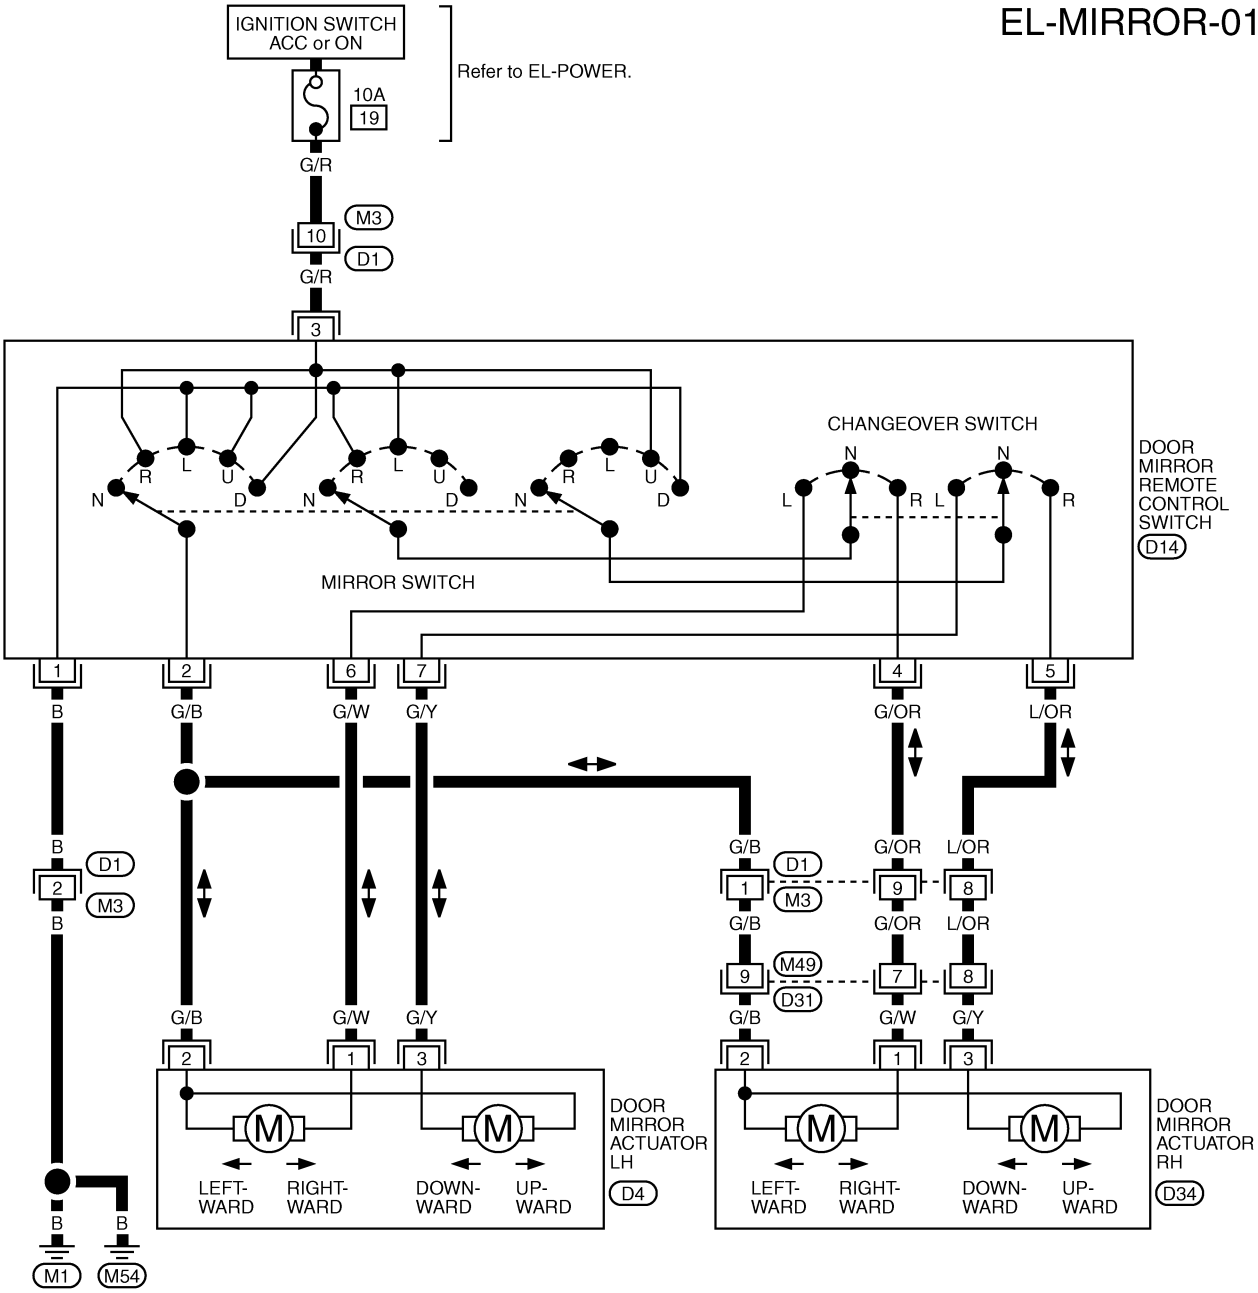 EL-MIRROR-01
IGNITION SWITCH
ACC or ON
Refer to EL-POWER.
10A
19
G/R
M3
10
D1
G/R
3
CHANGEOVER SWITCH
N N
R L U D N
R L U D N
R L U D N
L R L R
MIRROR SWITCH
DOOR
MIRROR
REMOTE
CONTROL
SWITCH
D14
1 2 6 7 4 5
B G/B G/W G/Y G/OR L/OR
B G/B G/OR L/OR
D1 D1
2 1 9 8
M3 M3
B G/B G/OR L/OR
M49
9 7 8
D31
G/B G/W G/Y G/B G/W G/Y
2 1 3 2 1 3
M M M M
DOOR
MIRROR
ACTUATOR
LH
D4
DOOR
MIRROR
ACTUATOR
RH
D34
LEFT-
WARD
RIGHT-
WARD
DOWN-
WARD
UP-
WARD
LEFT-
WARD
RIGHT-
WARD
DOWN-
WARD
UP-
WARD
B B
M1 M54